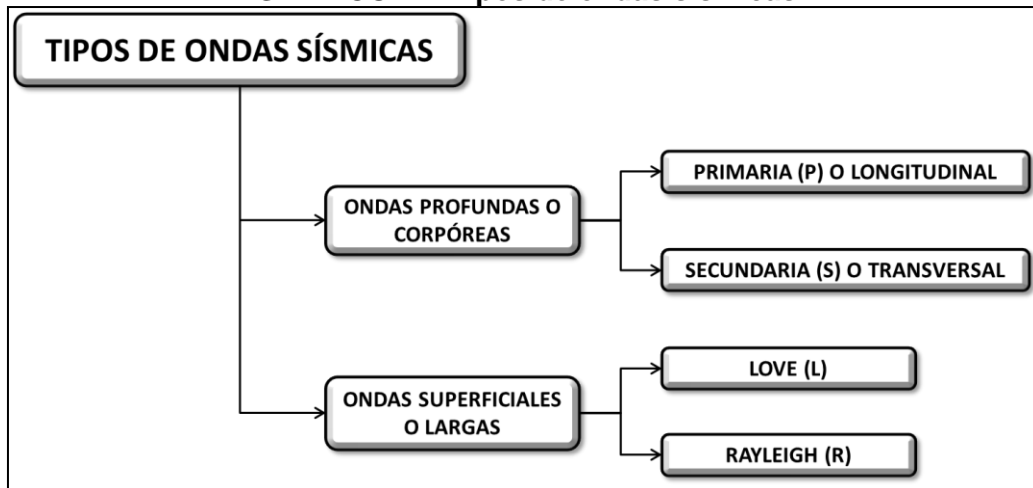 TIPOS DE ONDAS SÍSMICAS
ONDAS PROFUNDAS O
CORPÓREAS
PRIMARIA (P) O LONGITUDINAL
SECUNDARIA (S) O TRANSVERSAL
ONDAS SUPERFICIALES
O LARGAS
LOVE (L)
RAYLEIGH (R)